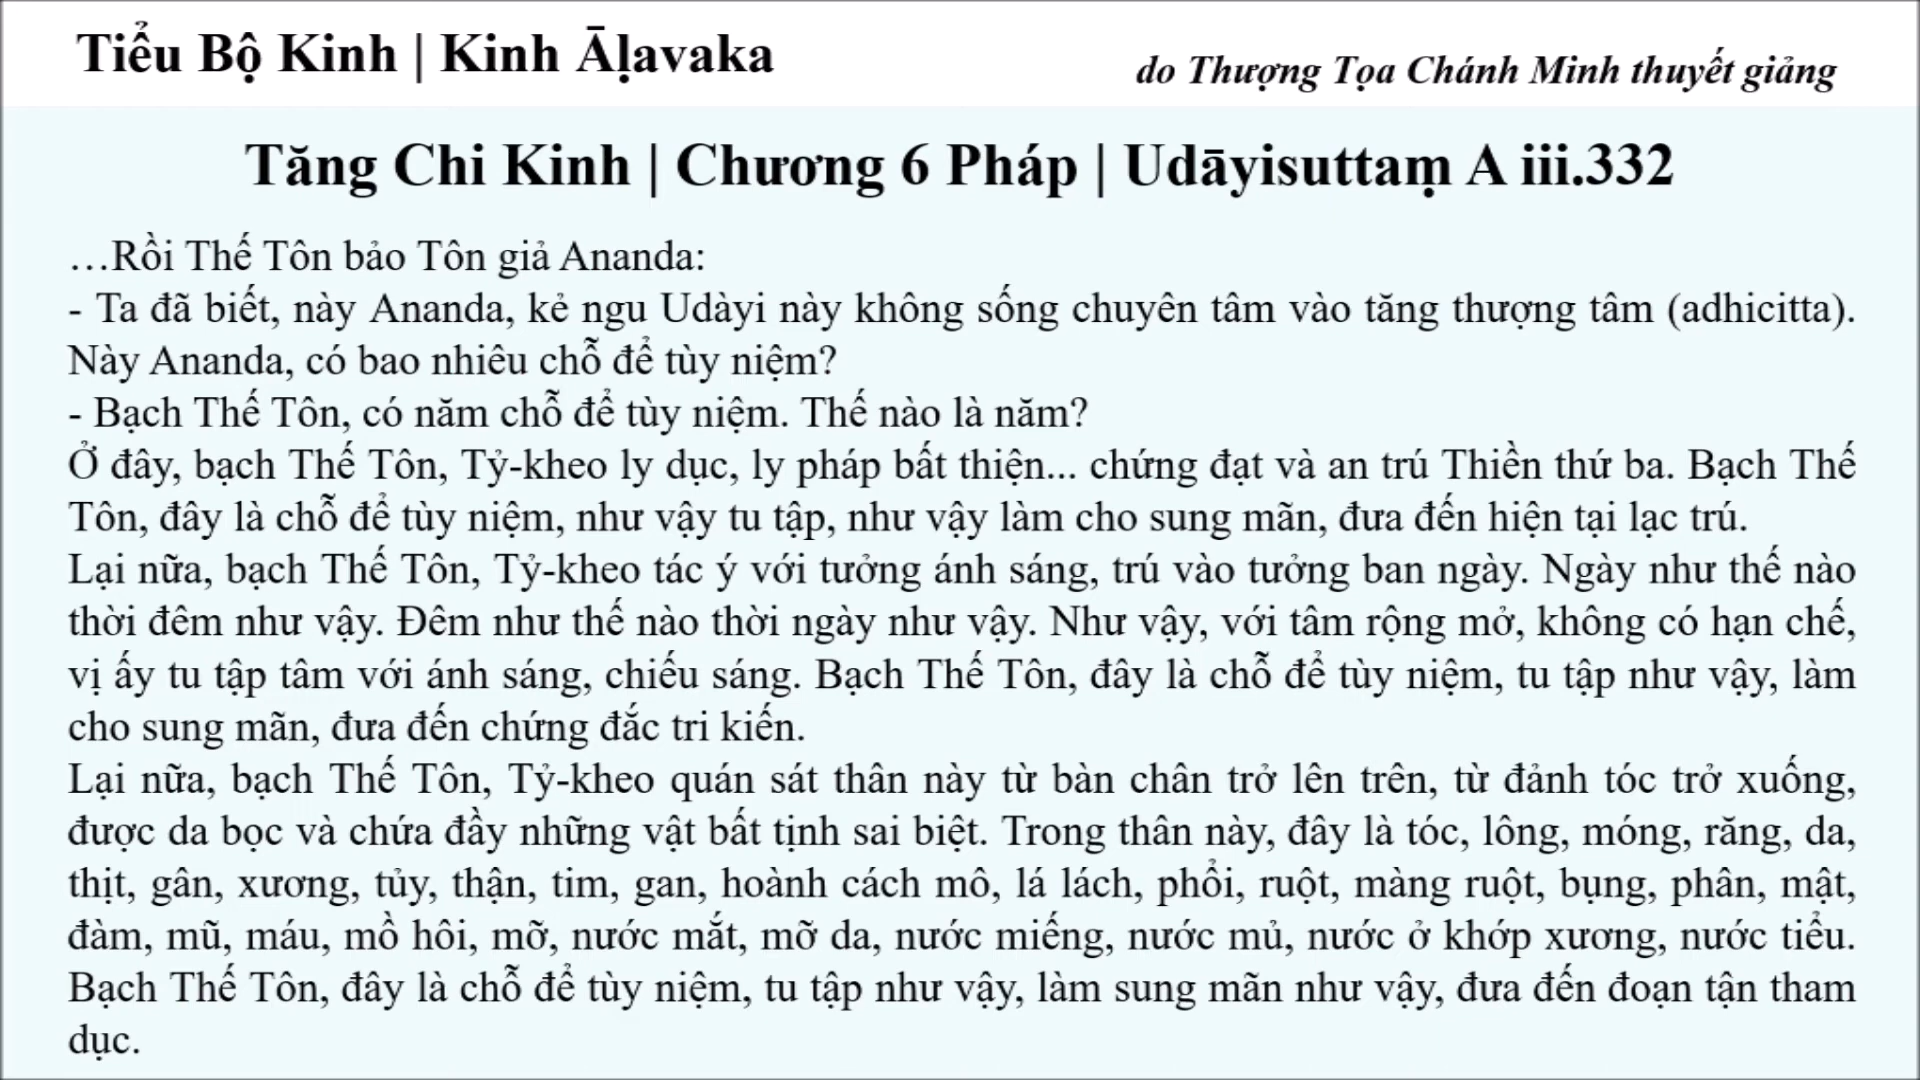 Tiểu Bộ Kinh | Kinh Āḷavaka
do Thượng Tọa Chánh Minh thuyết giảng
Tăng Chi Kinh | Chương 6 Pháp | Udāyisuttaṃ A iii.332
…Rồi Thế Tôn bảo Tôn giả Ananda:
- Ta đã biết, này Ananda, kẻ ngu Udàyi này không sống chuyên tâm vào tăng thượng tâm (adhicitta).
Này Ananda, có bao nhiêu chỗ để tùy niệm?
- Bạch Thế Tôn, có năm chỗ để tùy niệm. Thế nào là năm?
Ở đây, bạch Thế Tôn, Tỷ-kheo ly dục, ly pháp bất thiện... chứng đạt và an trú Thiền thứ ba. Bạch Thế
Tôn, đây là chỗ để tùy niệm, như vậy tu tập, như vậy làm cho sung mãn, đưa đến hiện tại lạc trú.
Lại nữa, bạch Thế Tôn, Tỷ-kheo tác ý với tưởng ánh sáng, trú vào tưởng ban ngày. Ngày như thế nào
thời đêm như vậy. Đêm như thế nào thời ngày như vậy. Như vậy, với tâm rộng mở, không có hạn chế,
vị ấy tu tập tâm với ánh sáng, chiếu sáng. Bạch Thế Tôn, đây là chỗ để tùy niệm, tu tập như vậy, làm
cho sung mãn, đưa đến chứng đắc tri kiến.
Lại nữa, bạch Thế Tôn, Tỷ-kheo quán sát thân này từ bàn chân trở lên trên, từ đảnh tóc trở xuống,
được da bọc và chứa đầy những vật bất tịnh sai biệt. Trong thân này, đây là tóc, lông, móng, răng, da,
thịt, gân, xương, tủy, thận, tim, gan, hoành cách mô, lá lách, phổi, ruột, màng ruột, bụng, phân, mật,
đàm, mũ, máu, mồ hôi, mỡ, nước mắt, mỡ da, nước miếng, nước mủ, nước ở khớp xương, nước tiểu.
Bạch Thế Tôn, đây là chỗ để tùy niệm, tu tập như vậy, làm sung mãn như vậy, đưa đến đoạn tận tham
dục.